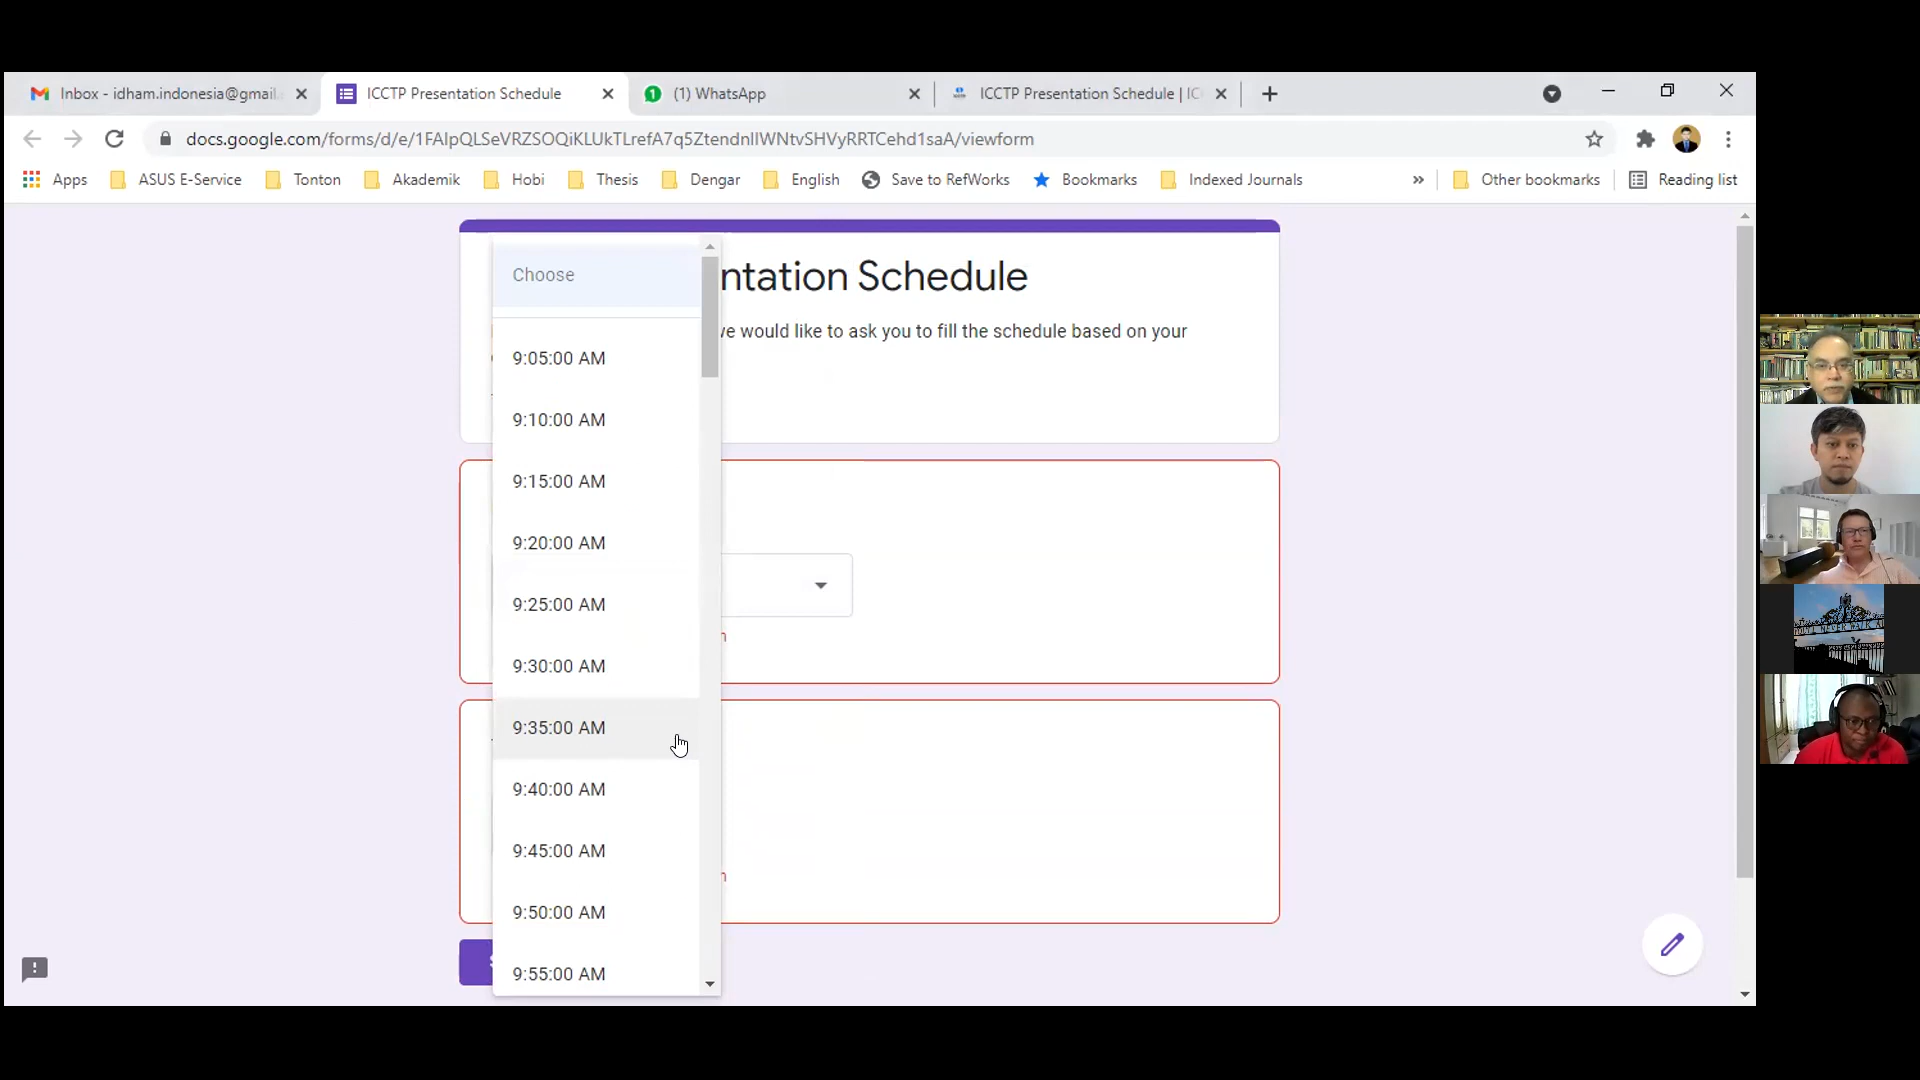 Inbox - idham.indonesia@gmail.
ICCTP Presentation Schedule
(1) WhatsApp
ICCTP Presentation Schedule | IC
docs.google.com/forms/d/e/1FAIpQLSeVRZSOQiKLUkTLrefA7q5ZtendnIIWNtvSHVyRRTCehd1saA/viewform
Apps
ASUS E-Service
Tonton
Akademik
Hobi
Thesis
Dengar
English
Save to RefWorks
Bookmarks
Indexed Journals
»
Other bookmarks
Reading list
ntation Schedule
we would like to ask you to fill the schedule based on your
Choose
9:05:00 AM
9:10:00 AM
9:15:00 AM
9:20:00 AM
9:25:00 AM
9:30:00 AM
9:35:00 AM
9:40:00 AM
9:45:00 AM
9:50:00 AM
9:55:00 AM